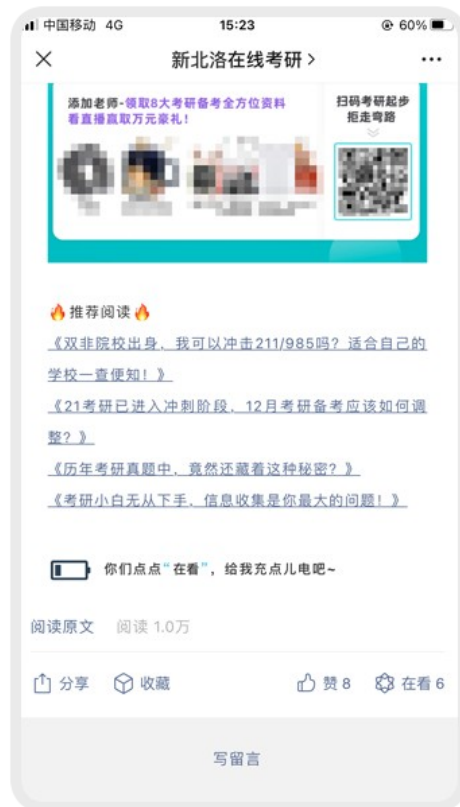 中国移动 4G 15:23 60%
新北洛在线考研 >
添加老师-领取8大考研备考全方位资料
看直播赢取万元豪礼！
扫码考研起步
拒走弯路
🔥推荐阅读🔥
《双非院校出身，我可以冲击211/985吗？适合自己的
学校一查便知！》
《21考研已进入冲刺阶段，12月考研备考应该如何调
整？》
《历年考研真题中，竟然还藏着这种秘密？》
《考研小白无从下手，信息收集是你最大的问题！》
你们点点“在看”，给我充点儿电吧~
阅读原文 阅读 1.0万
分享 收藏 赞 8 在看 6
写留言